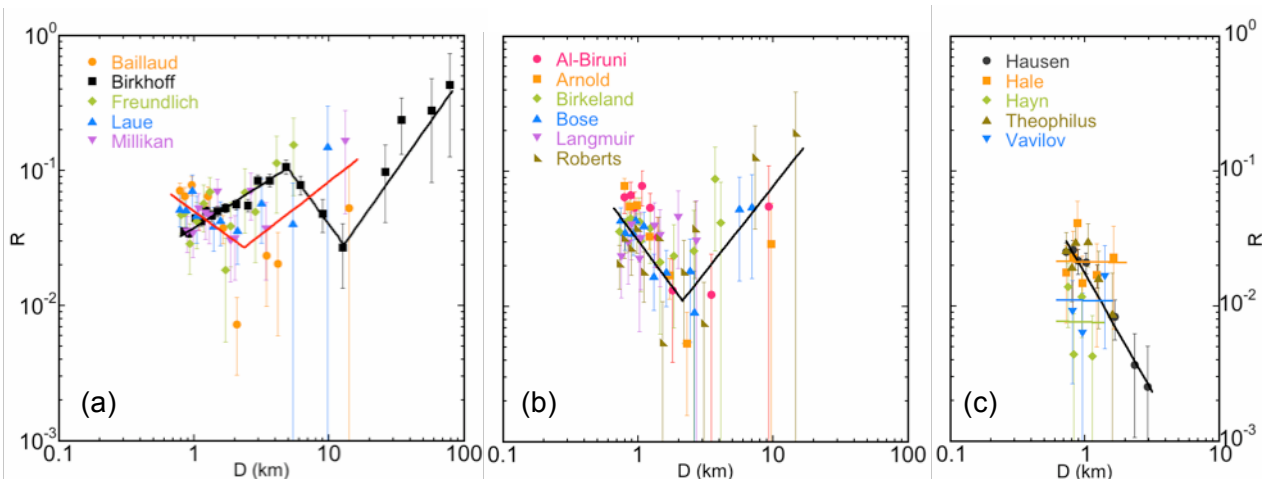 10⁰
10⁻¹
10⁻²
10⁻³
R
Baillaud
Birkhoff
Freundlich
Laue
Millikan
(a)
0.1 1 10 100
D (km)
Al-Biruni
Arnold
Birkeland
Bose
Langmuir
Roberts
(b)
0.1 1 10 100
D (km)
Hausen
Hale
Hayn
Theophilus
Vavilov
(c)
0.1 1 10
D (km)
10⁰
10⁻¹
R
10⁻²
10⁻³